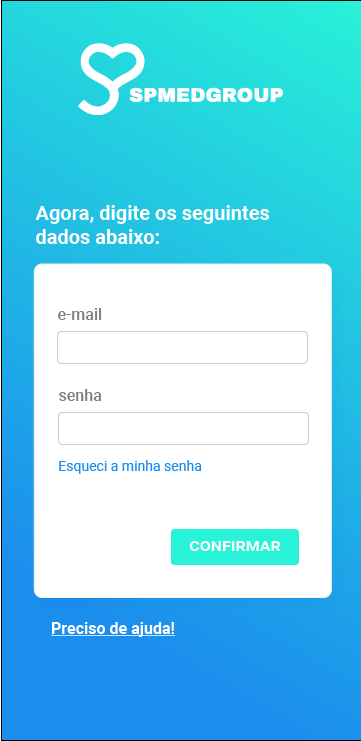 SPMEDGROUP
Agora, digite os seguintes
dados abaixo:
e-mail
senha
Esqueci a minha senha
CONFIRMAR
Preciso de ajuda!